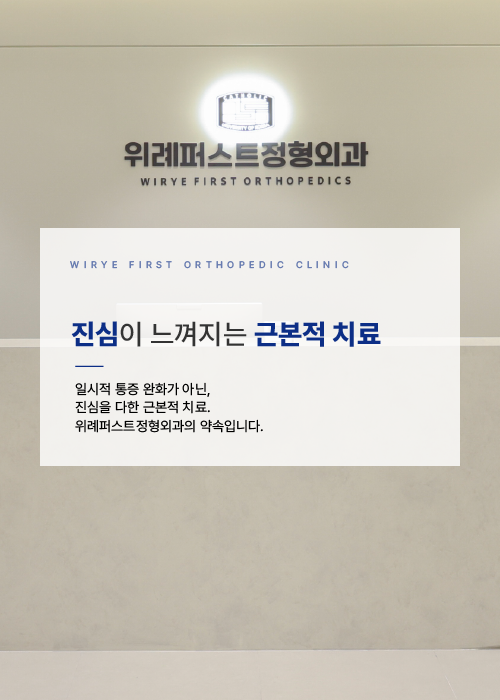 위례퍼스트정형외과
WIRYE FIRST ORTHOPEDICS
WIRYE FIRST ORTHOPEDIC CLINIC
진심이 느껴지는 근본적 치료
일시적 통증 완화가 아닌,
진심을 다한 근본적 치료.
위례퍼스트정형외과의 약속입니다.